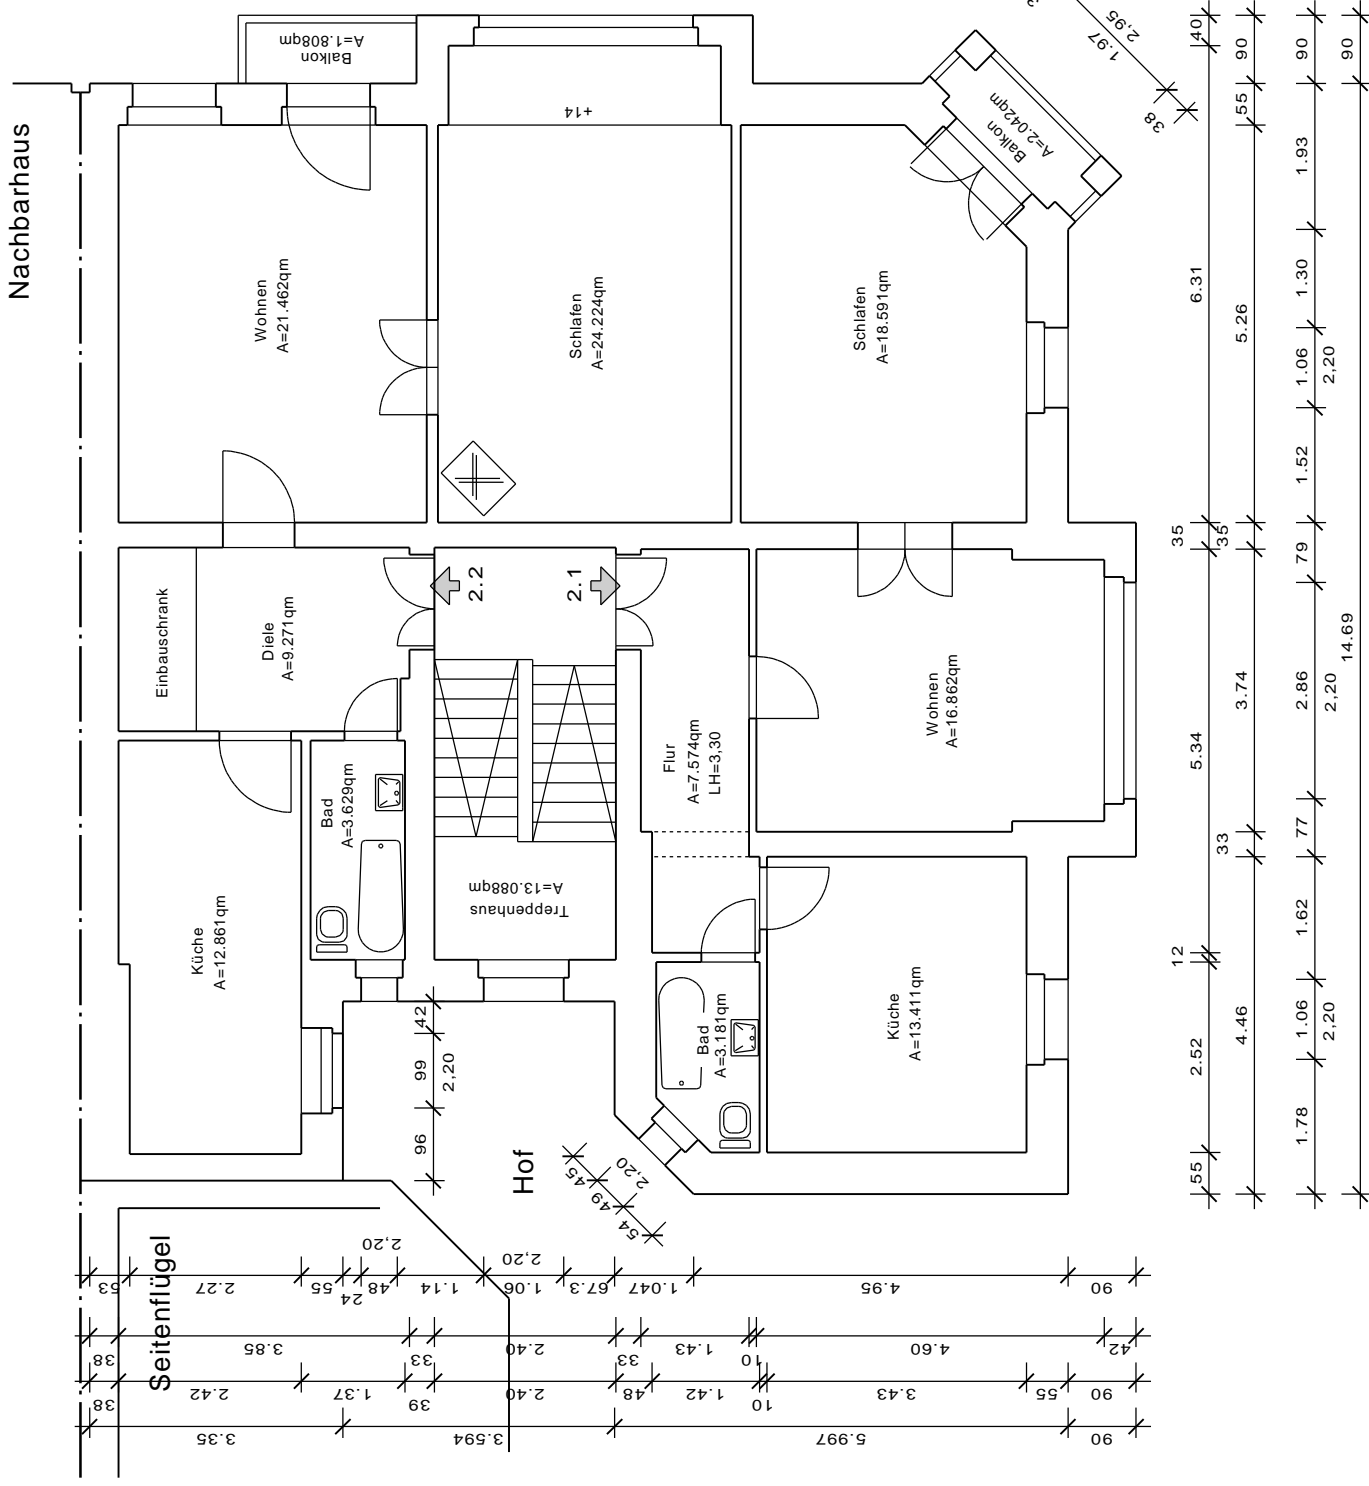 Nachbarhaus
Balkon
A=1.808qm
+14
Balkon
A=2.042qm
1.97
2,95
38
Wohnen
A=21.462qm
Schlafen
A=24.224qm
Schlafen
A=18.591qm
2.2
2.1
Einbauschrank
Diele
A=9.271qm
Flur
A=7.574qm
LH=3,30
Wohnen
A=16.862qm
Bad
A=3.629qm
Treppenhaus
A=13.088qm
Küche
A=12.861qm
Bad
A=3.181qm
Küche
A=13.411qm
Hof
Seitenflügel
42
99
2,20
96
45
49
2,20
54
40
6.31
35
5.34
12
2.52
55
90
55
5.26
35
3.74
33
4.46
90
1.93
1.30
1.06
2,20
1.52
79
2.86
2,20
77
1.62
1.06
2,20
1.78
90
14.69
53
2.27
55
24
48
2,20
1.14
1.06
2,20
67.3
1.047
4.95
90
38
3.85
33
2.40
33
1.43
10
4.60
42
38
2.42
1.37
39
2.40
48
1.42
10
3.43
55
90
3.35
3.594
5.997
90